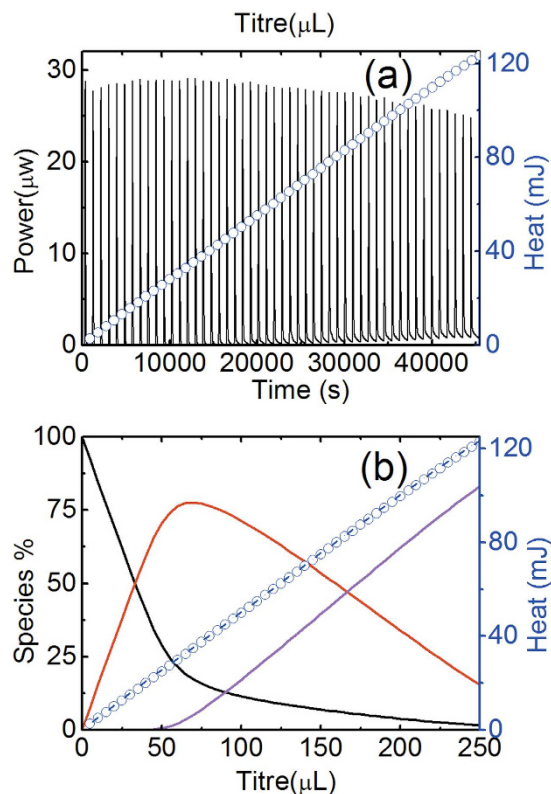 Titre(μL)
(a)
30
20
10
0
Power(μw)
120
80
40
0
Heat (mJ)
0 10000 20000 30000 40000
Time (s)
(b)
100
75
50
25
0
Species %
120
80
40
0
Heat (mJ)
0 50 100 150 200 250
Titre(μL)